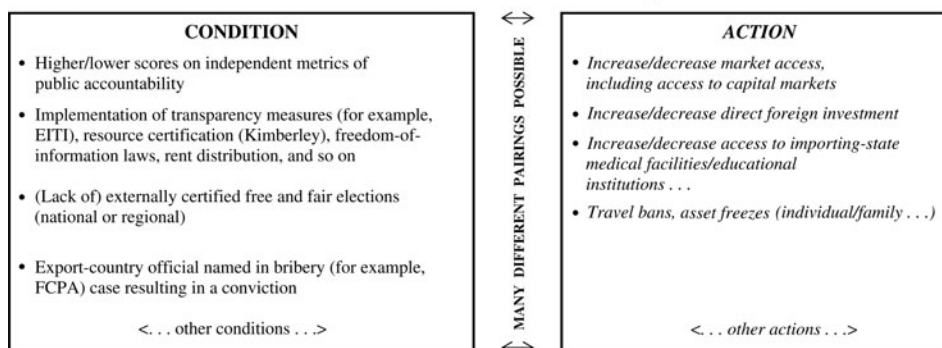 CONDITION
• Higher/lower scores on independent metrics of
public accountability
• Implementation of transparency measures (for example,
EITI), resource certification (Kimberley), freedom-of-
information laws, rent distribution, and so on
• (Lack of) externally certified free and fair elections
(national or regional)
• Export-country official named in bribery (for example,
FCPA) case resulting in a conviction
<. . . other conditions . . .>
MANY DIFFERENT PAIRINGS POSSIBLE
ACTION
• Increase/decrease market access,
including access to capital markets
• Increase/decrease direct foreign investment
• Increase/decrease access to importing-state
medical facilities/educational
institutions . . .
• Travel bans, asset freezes (individual/family . . .)
<. . . other actions . . .>